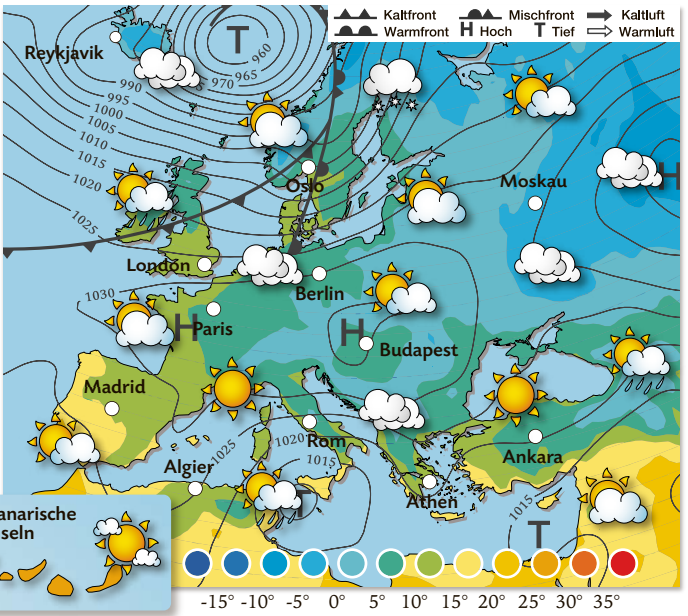 Kaltfront Mischfront Kaltluft
Warmfront H Hoch T Tief Warmluft
Reykjavik
T
960
965
970
990
995
1000
1005
1010
1015
1020
1025
Oslo
Moskau
H
London
Berlin
1030
H
Paris
H
Budapest
Madrid
Rom
1020
1025
1015
Algier
Ankara
Athen
T
1015
T
anarische
seln
-15° -10° -5° 0° 5° 10° 15° 20° 25° 30° 35°